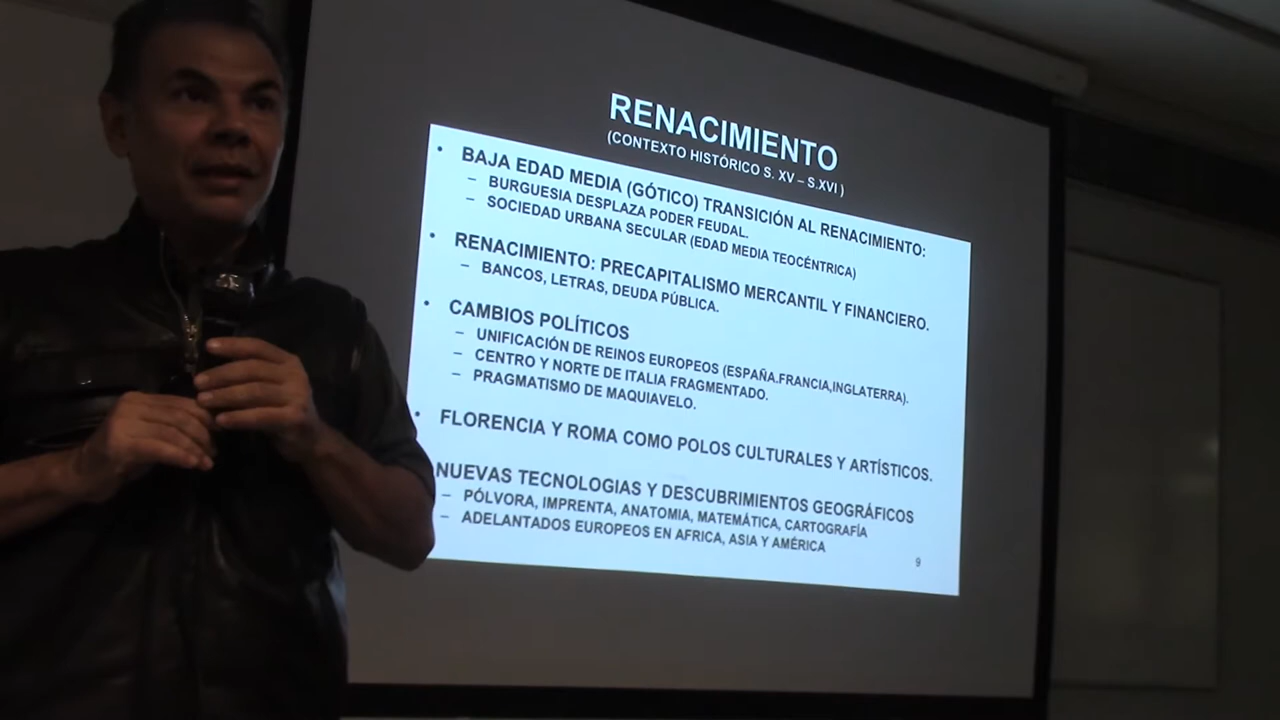 RENACIMIENTO
(CONTEXTO HISTÓRICO S. XV – S.XVI )
• BAJA EDAD MEDIA (GÓTICO) TRANSICIÓN AL RENACIMIENTO:
– BURGUESIA DESPLAZA PODER FEUDAL.
– SOCIEDAD URBANA SECULAR (EDAD MEDIA TEOCÉNTRICA)
• RENACIMIENTO: PRECAPITALISMO MERCANTIL Y FINANCIERO.
– BANCOS, LETRAS, DEUDA PÚBLICA.
• CAMBIOS POLÍTICOS
– UNIFICACIÓN DE REINOS EUROPEOS (ESPAÑA.FRANCIA,INGLATERRA).
– CENTRO Y NORTE DE ITALIA FRAGMENTADO.
– PRAGMATISMO DE MAQUIAVELO.
• FLORENCIA Y ROMA COMO POLOS CULTURALES Y ARTÍSTICOS.
NUEVAS TECNOLOGIAS Y DESCUBRIMIENTOS GEOGRÁFICOS
– PÓLVORA, IMPRENTA, ANATOMIA, MATEMÁTICA, CARTOGRAFÍA
– ADELANTADOS EUROPEOS EN AFRICA, ASIA Y AMÉRICA
9